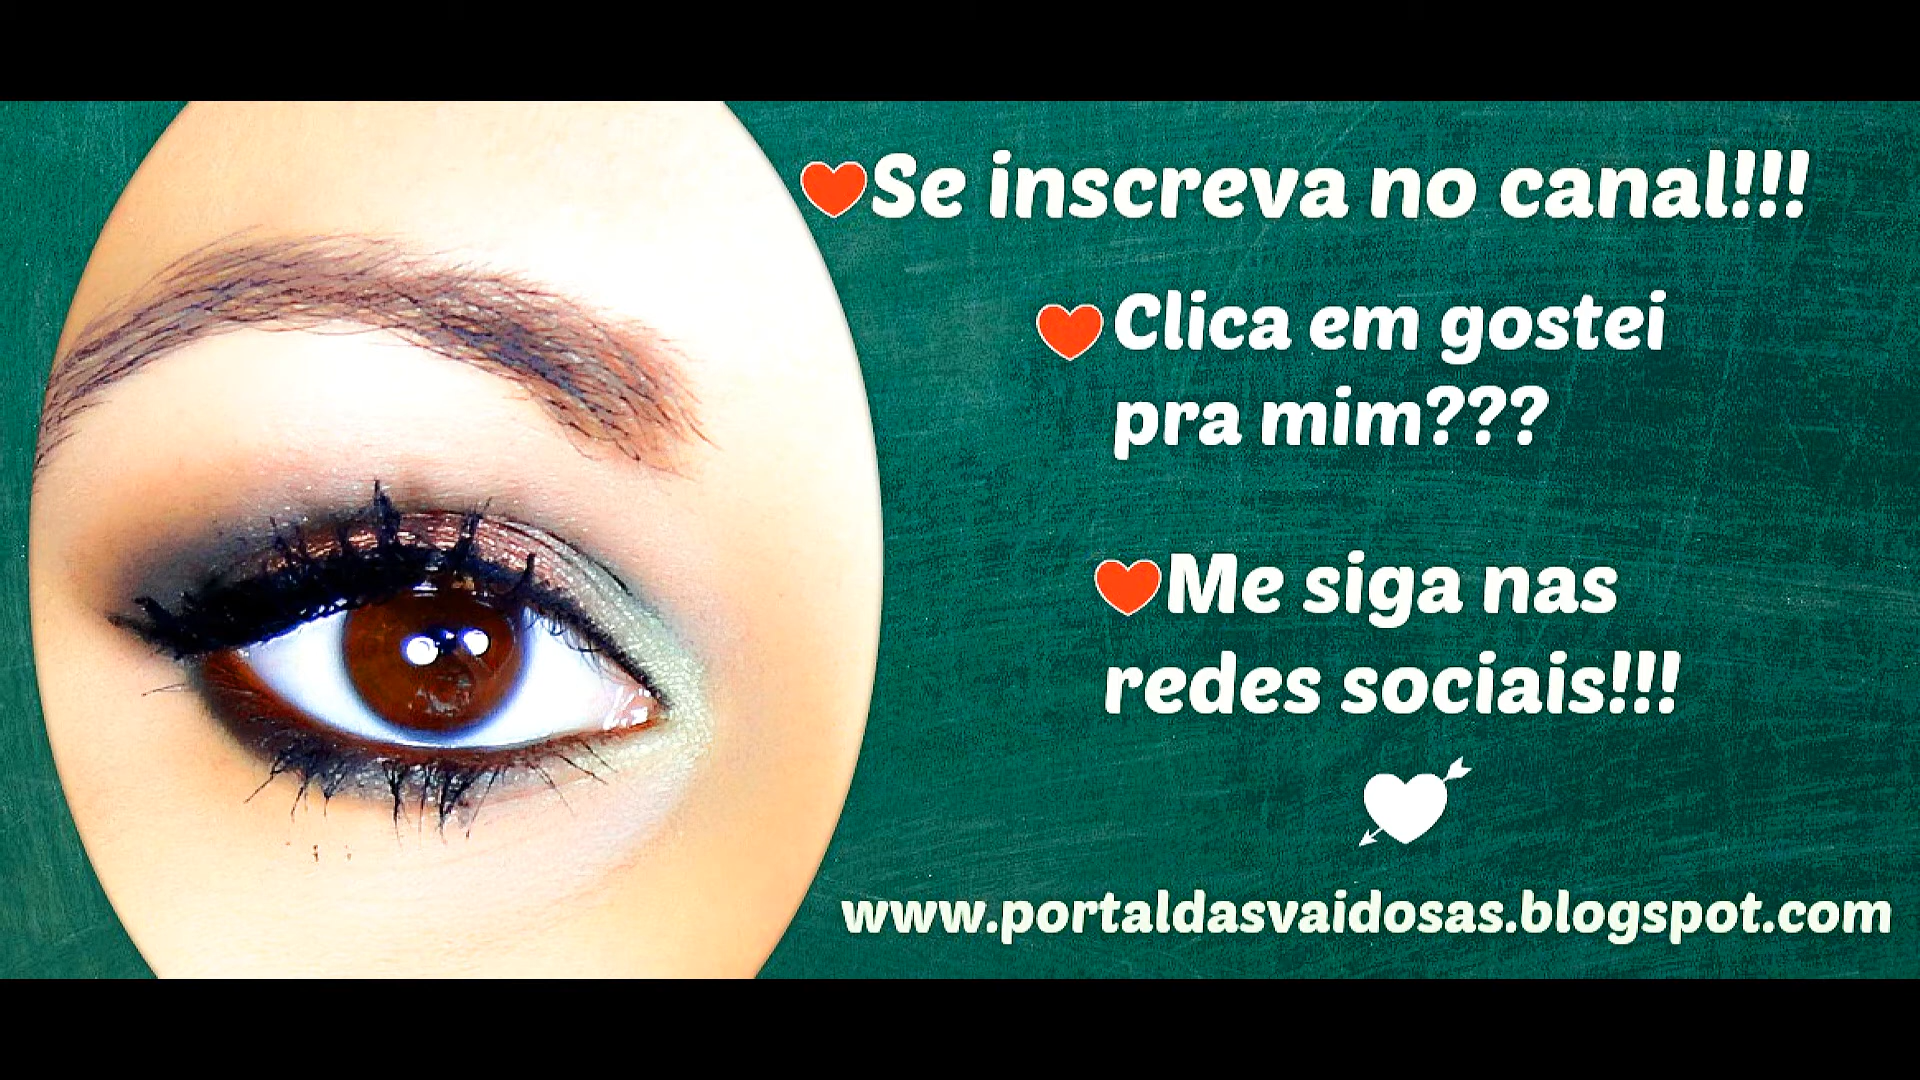 Se inscreva no canal!!!
Clica em gostei
pra mim???
Me siga nas
redes sociais!!!
www.portaldasvaidosas.blogspot.com